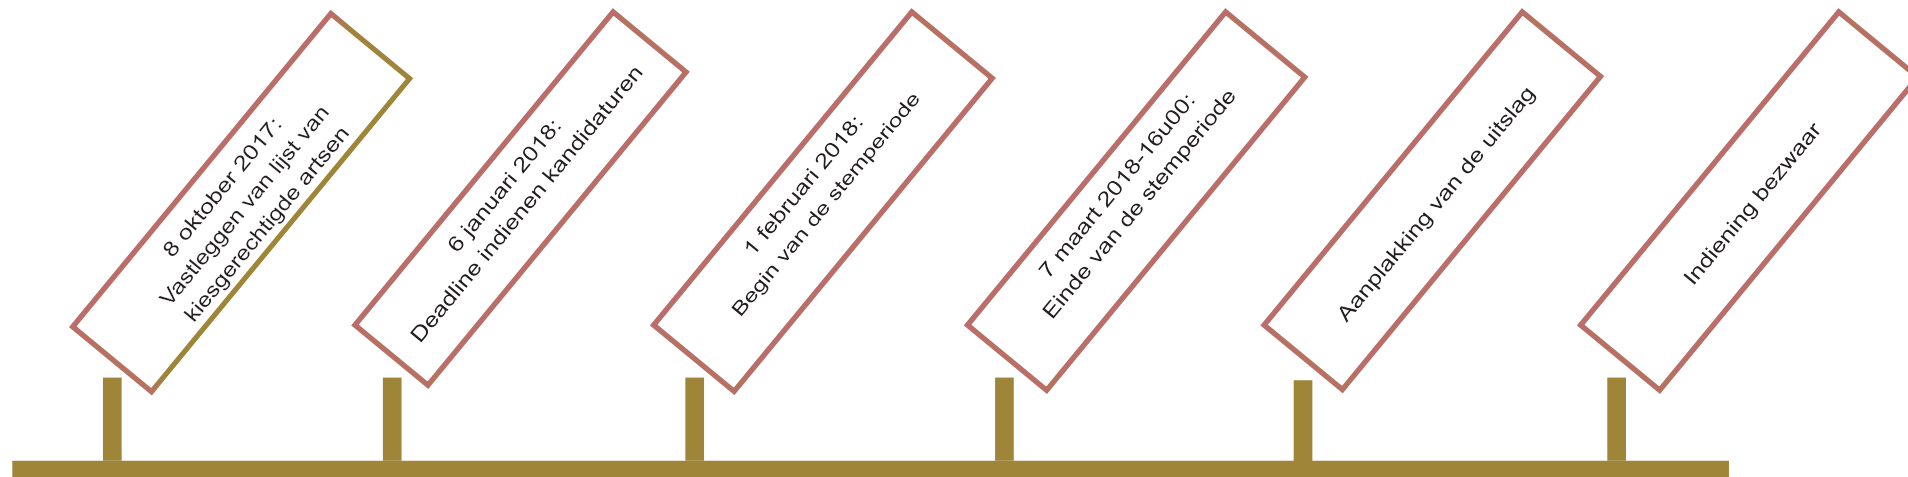 8 oktober 2017:
Vastleggen van lijst van
kiesgerechtigde artsen
6 januari 2018:
Deadline indienen kandidaturen
1 februari 2018:
Begin van de stemperiode
7 maart 2018-16u00:
Einde van de stemperiode
Aanplakking van de uitslag
Indiening bezwaar